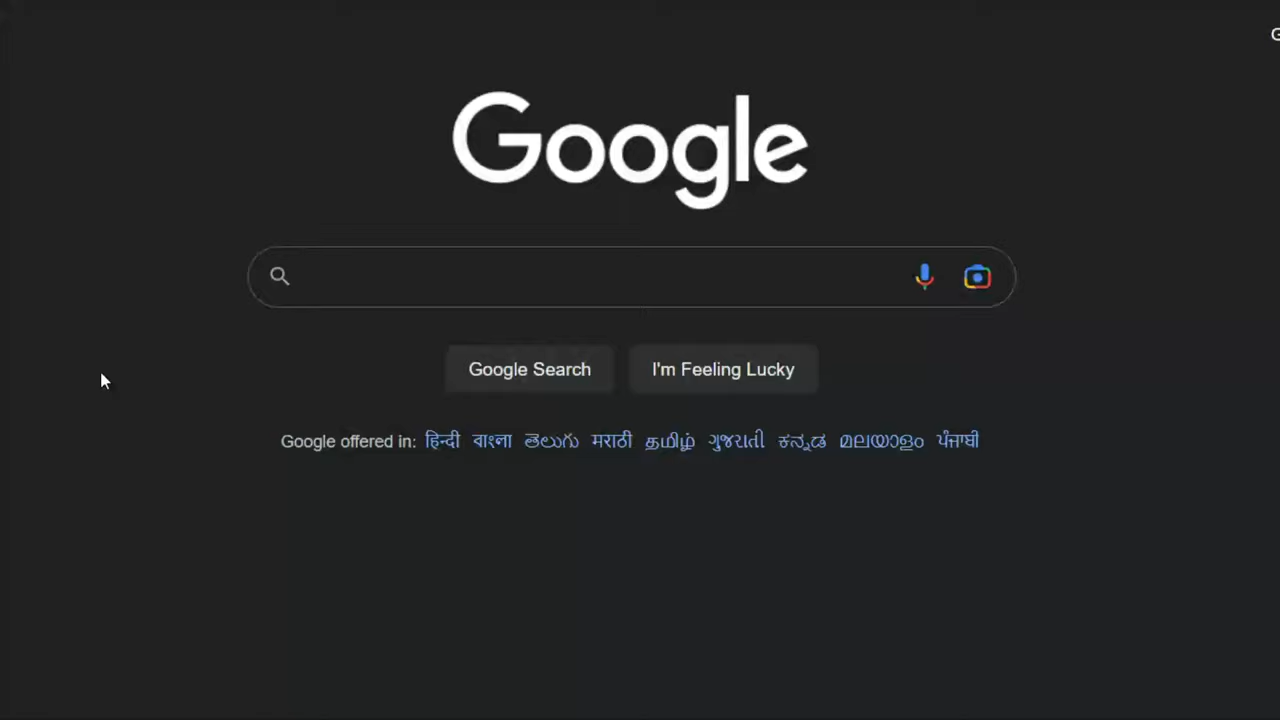 G
Google
Google Search
I'm Feeling Lucky
Google offered in: हिन्दी বাংলা తెలుగు मराठी தமிழ் ગુજરાતી ಕನ್ನಡ മലയാളം ਪੰਜਾਬੀ